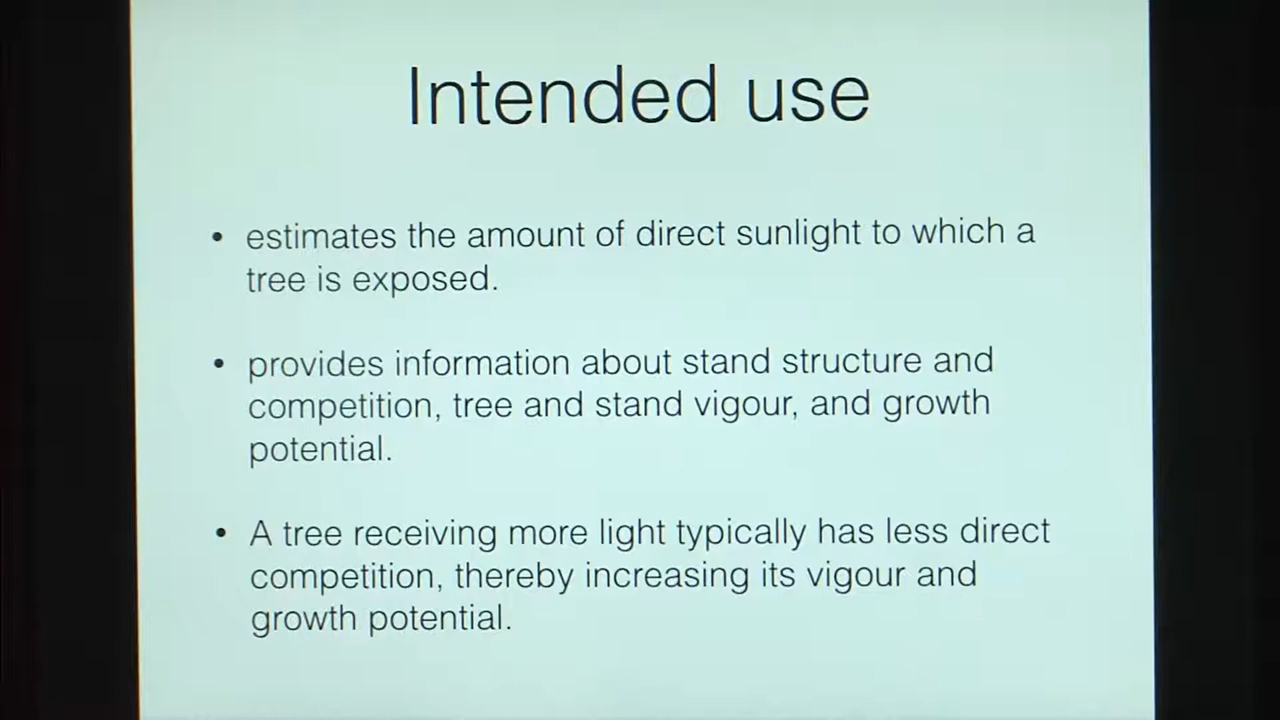 Intended use
• estimates the amount of direct sunlight to which a
tree is exposed.
• provides information about stand structure and
competition, tree and stand vigour, and growth
potential.
• A tree receiving more light typically has less direct
competition, thereby increasing its vigour and
growth potential.